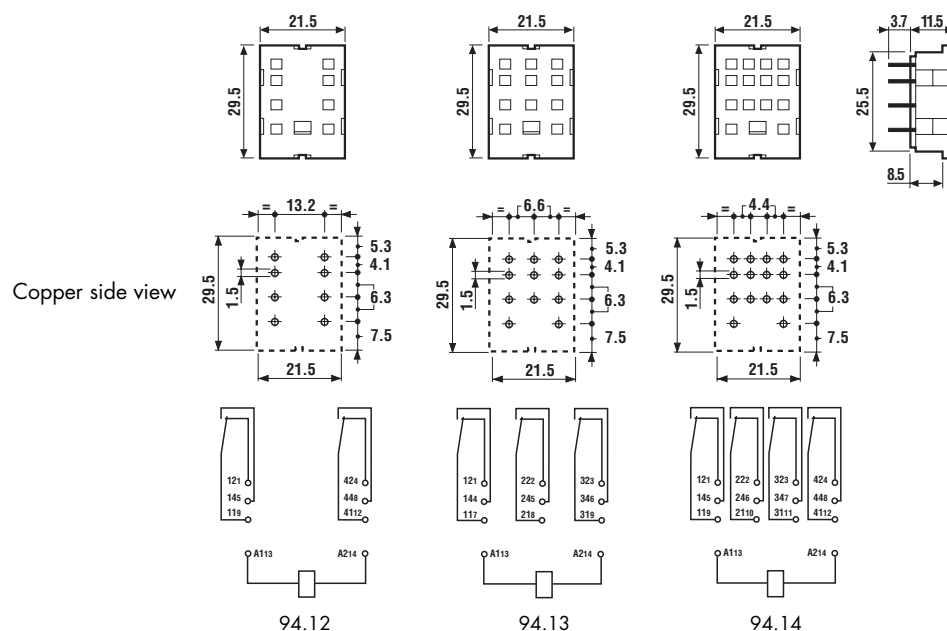 21.5 21.5 21.5 3.7 11.5
29.5 29.5 29.5 25.5
8.5
= 13.2 = = 6.6 = = 4.4 =
5.3 5.3 5.3
4.1 4.1 4.1
Copper side view 29.5 1.5 6.3 29.5 1.5 6.3 29.5 1.5 6.3
7.5 7.5 7.5
21.5 21.5 21.5
121 424 121 222 323 121 222 323 424
145 448 144 245 346 145 246 347 448
119 4112 117 218 319 119 2110 3111 4112
A113 A214 A113 A214 A113 A214
94.12 94.13 94.14